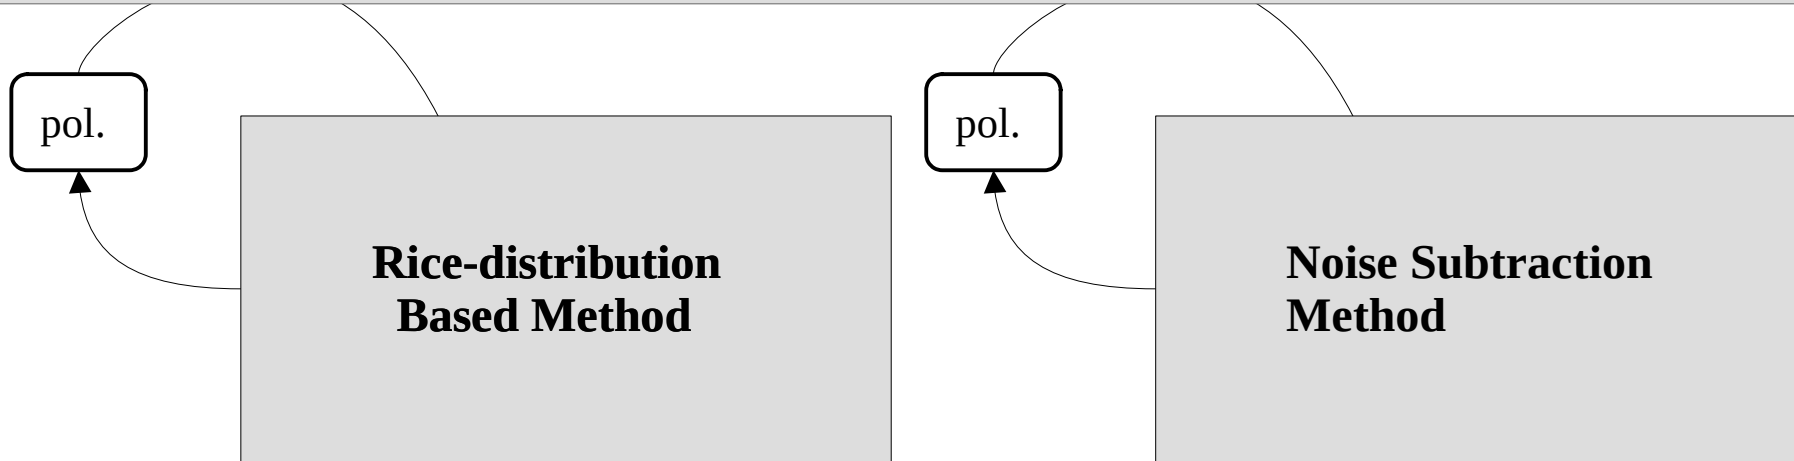 pol.
Rice-distribution
Based Method
pol.
Noise Subtraction
Method